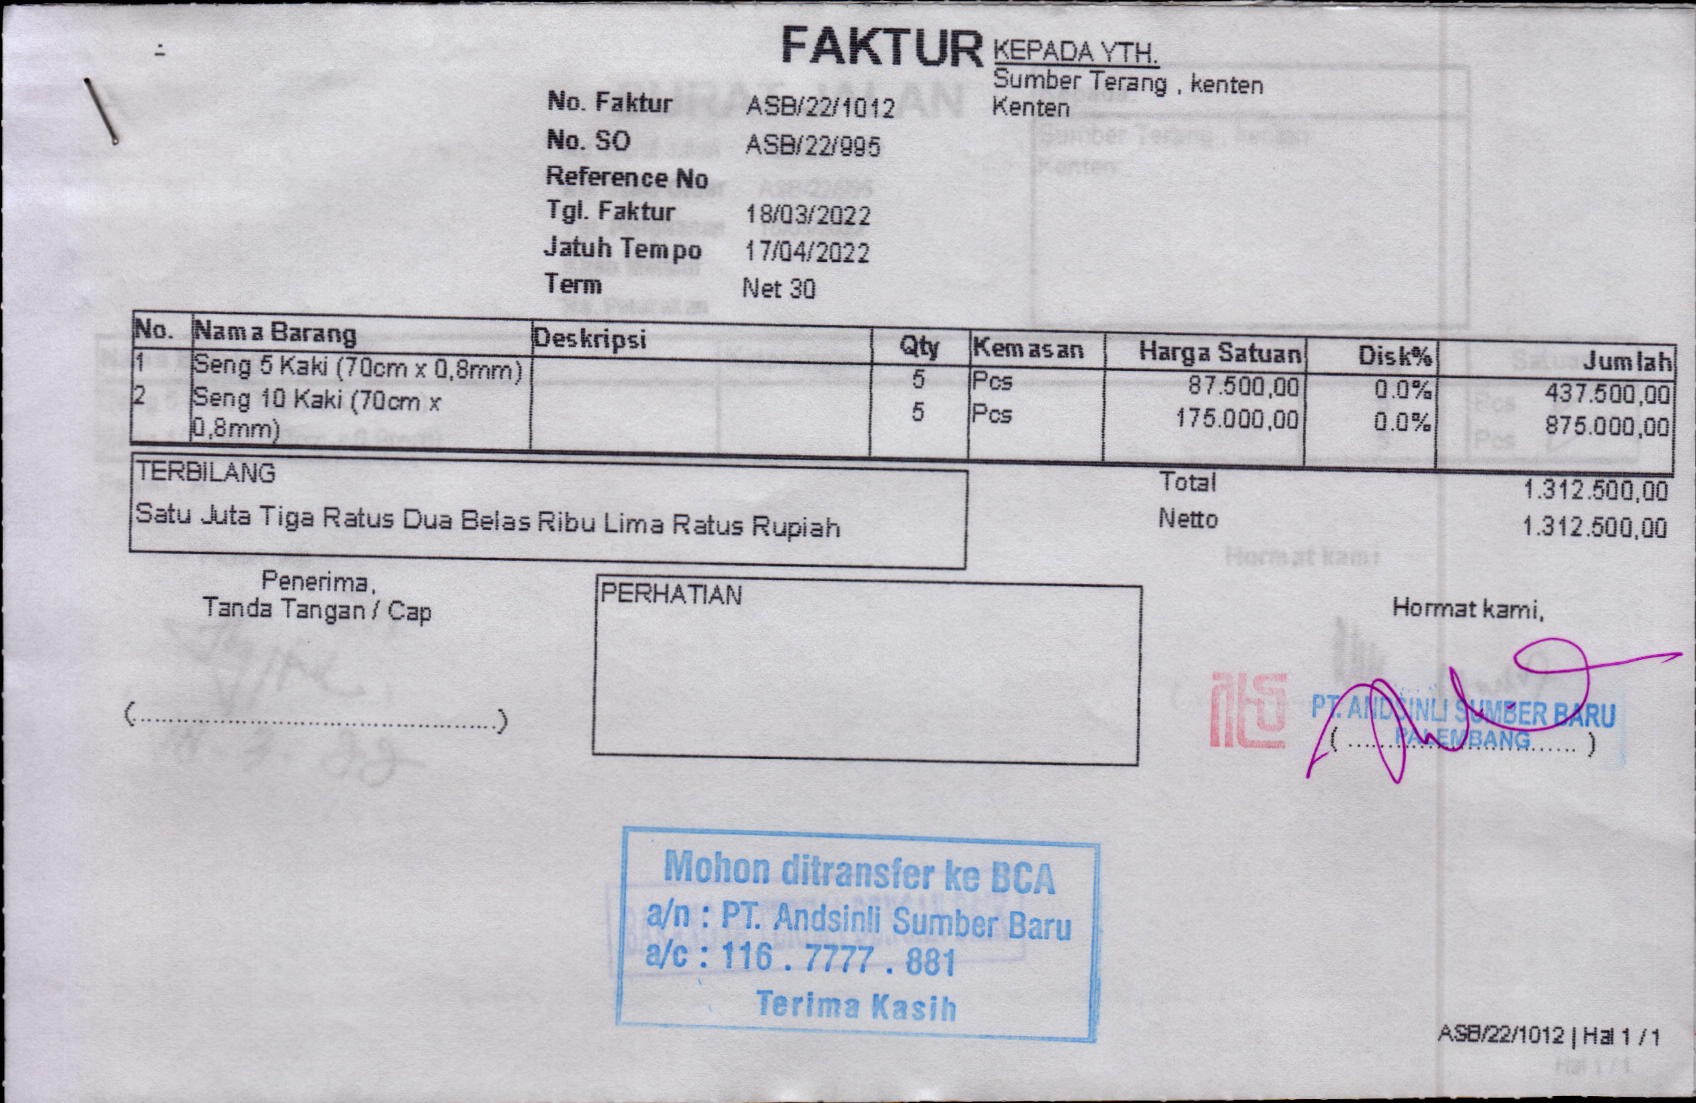 FAKTUR
KEPADA YTH.
Sumber Terang , kenten
Kenten
No. Faktur ASB/22/1012
No. SO ASB/22/995
Reference No
Tgl. Faktur 18/03/2022
Jatuh Tempo 17/04/2022
Term Net 30
No. Nama Barang Deskripsi Qty Kemasan Harga Satuan Disk% Jumlah
1 Seng 5 Kaki (70cm x 0,8mm) 5 Pcs 87.500,00 0.0% 437.500,00
2 Seng 10 Kaki (70cm x 5 Pcs 175.000,00 0.0% 875.000,00
0,8mm)
TERBILANG
Satu Juta Tiga Ratus Dua Belas Ribu Lima Ratus Rupiah
Total 1.312.500,00
Netto 1.312.500,00
Penerima,
Tanda Tangan / Cap
(....................................................)
PERHATIAN
Hormat kami,
PT. ANDSINLI SUMBER BARU
PALEMBANG
(.................................)
Mohon ditransfer ke BCA
a/n : PT. Andsinli Sumber Baru
a/c : 116 . 7777 . 881
Terima Kasih
ASB/22/1012 | Hal 1 / 1